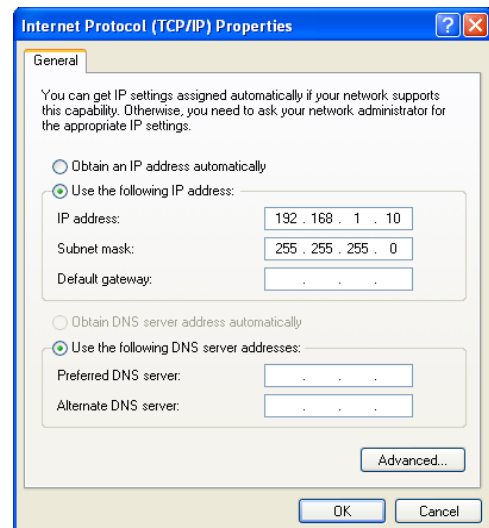 Internet Protocol (TCP/IP) Properties
General
You can get IP settings assigned automatically if your network supports
this capability. Otherwise, you need to ask your network administrator for
the appropriate IP settings.
Obtain an IP address automatically
Use the following IP address:
IP address: 192 . 168 . 1 . 10
Subnet mask: 255 . 255 . 255 . 0
Default gateway: . . .
Obtain DNS server address automatically
Use the following DNS server addresses:
Preferred DNS server: . . .
Alternate DNS server: . . .
Advanced...
OK Cancel